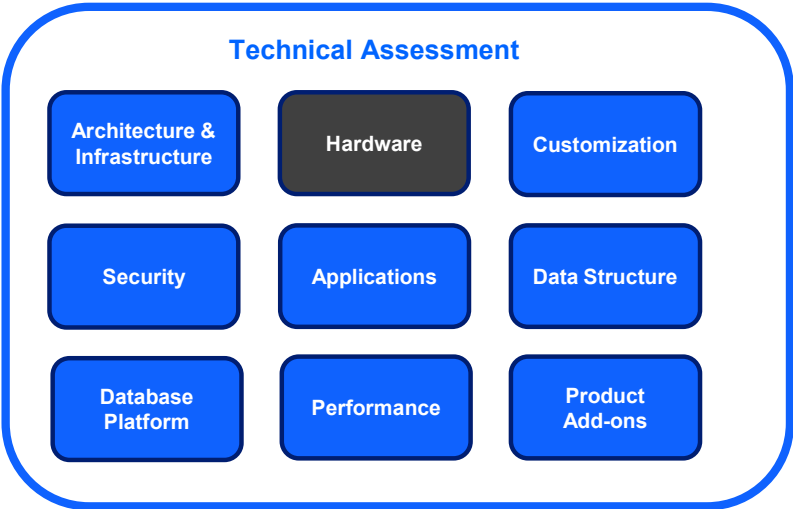 Technical Assessment
Architecture &
Infrastructure
Hardware
Customization
Security
Applications
Data Structure
Database
Platform
Performance
Product
Add-ons